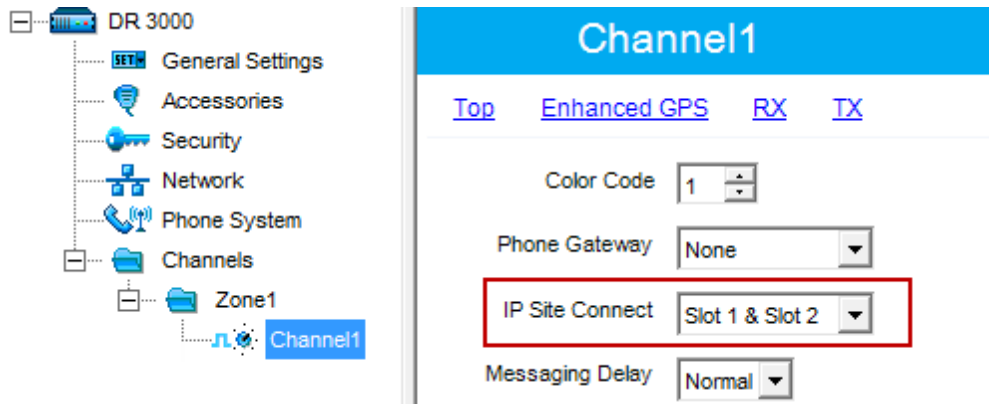 DR 3000
SET
General Settings
Accessories
Security
Network
Phone System
Channels
Zone1
Channel1
Channel1
Top Enhanced GPS RX TX
Color Code 1
Phone Gateway None
IP Site Connect Slot 1 & Slot 2
Messaging Delay Normal